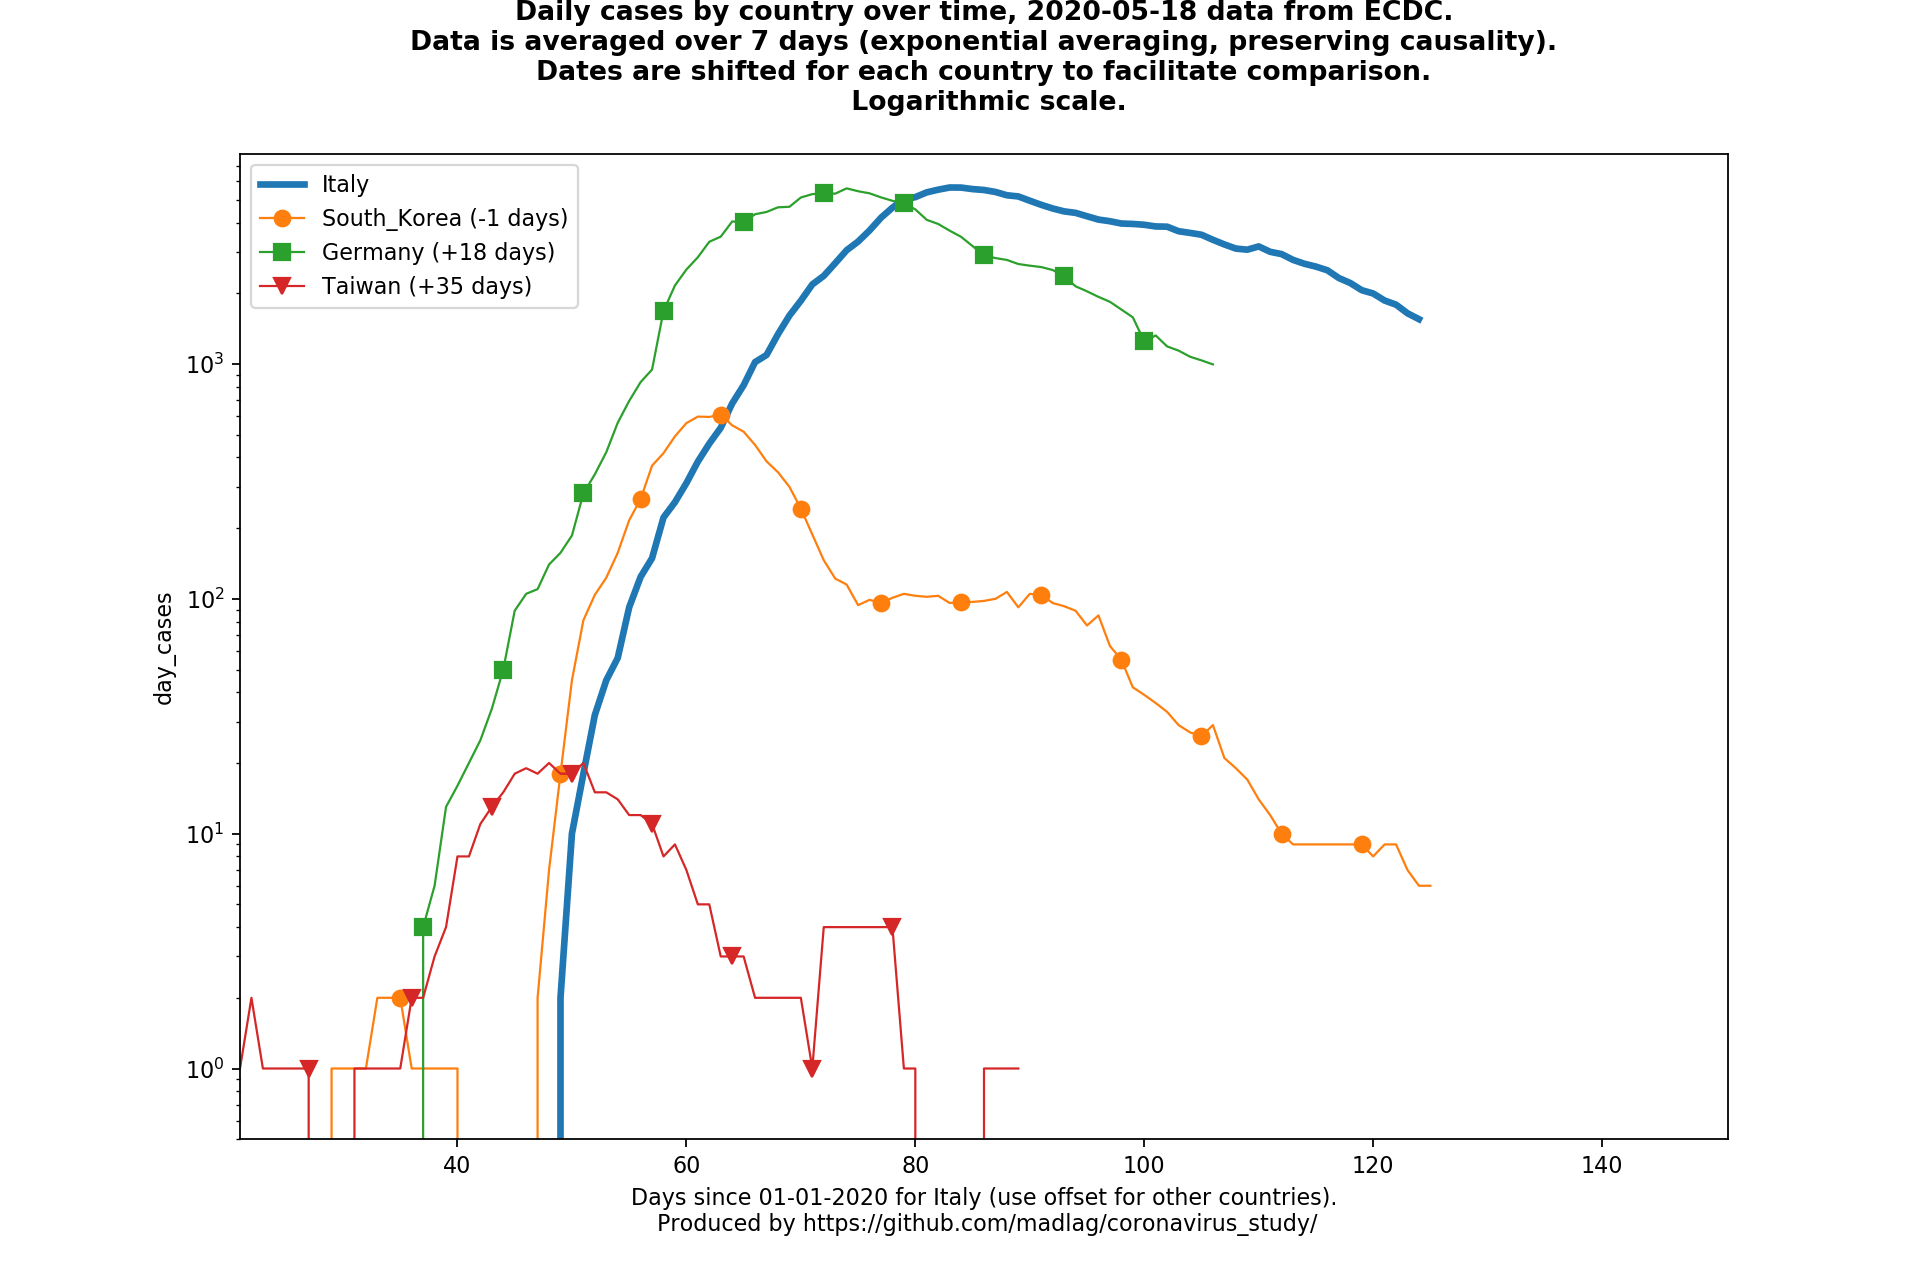 Daily cases by country over time, 2020-05-18 data from ECDC.
Data is averaged over 7 days (exponential averaging, preserving causality).
Dates are shifted for each country to facilitate comparison.
Logarithmic scale.
Italy
South_Korea (-1 days)
Germany (+18 days)
Taiwan (+35 days)
10³
10²
10¹
10⁰
day_cases
40 60 80 100 120 140
Days since 01-01-2020 for Italy (use offset for other countries).
Produced by https://github.com/madlag/coronavirus_study/